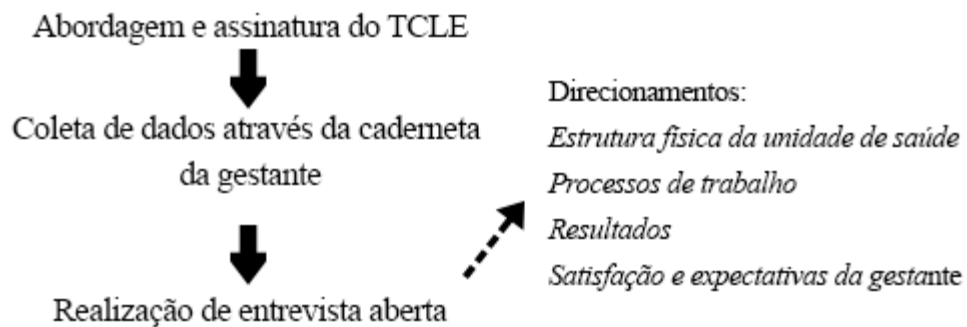 Abordagem e assinatura do TCLE
Coleta de dados através da caderneta
da gestante
Realização de entrevista aberta
Direcionamentos:
Estrutura física da unidade de saúde
Processos de trabalho
Resultados
Satisfação e expectativas da gestante